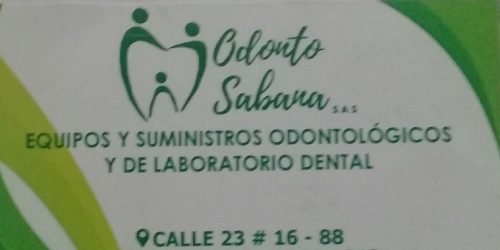 Odonto
Sabana S.A.S
EQUIPOS Y SUMINISTROS ODONTOLÓGICOS
Y DE LABORATORIO DENTAL
CALLE 23 # 16 - 88